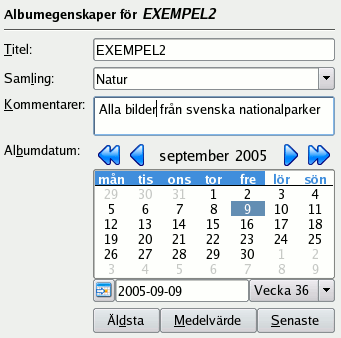 Albumegenskaper för EXEMPEL2
Titel: EXEMPEL2
Samling: Natur
Kommentarer: Alla bilder från svenska nationalparker
Albumdatum: september 2005
mån tis ons tor fre lör sön
29 30 31 1 2 3 4
5 6 7 8 9 10 11
12 13 14 15 16 17 18
19 20 21 22 23 24 25
26 27 28 29 30 1 2
3 4 5 6 7 8 9
2005-09-09 Vecka 36
Äldsta Medelvärde Senaste